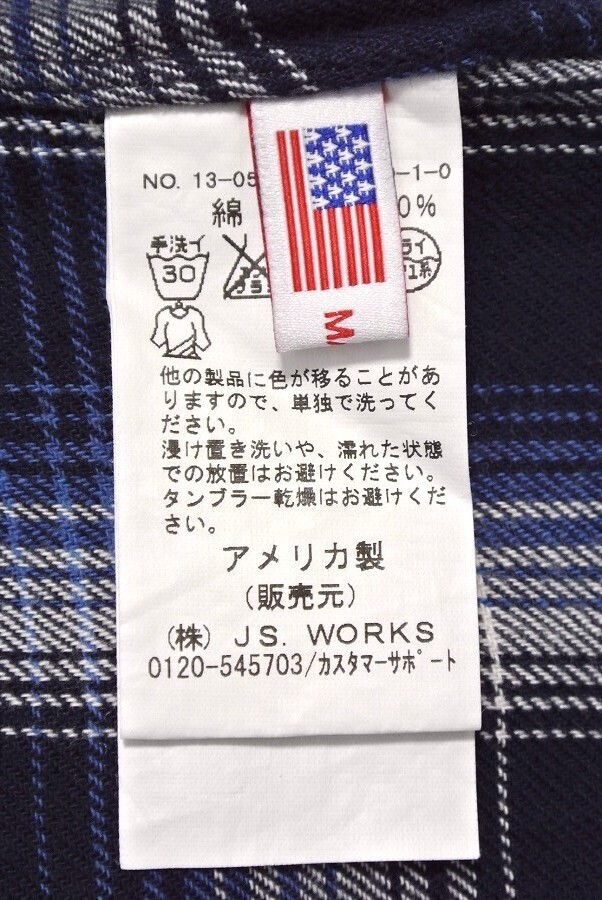 NO. 13-05 -1-0
綿 0%
手洗イ
30
M
他の製品に色が移ることがあ
りますので、単独で洗ってく
ださい。
浸け置き洗いや、濡れた状態
での放置はお避けください。
タンブラー乾燥はお避けくだ
さい。
アメリカ製
(販売元)
(株) JS. WORKS
0120-545703/カスタマーサポート